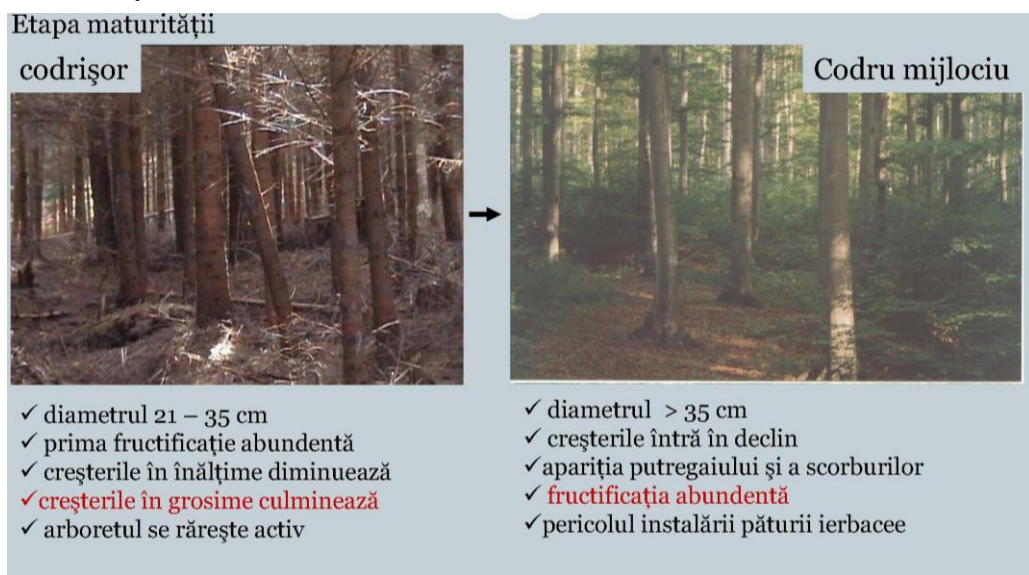 Etapa maturității
codrişor
Codru mijlociu
✓ diametrul 21 – 35 cm
✓ prima fructificație abundentă
✓ creşterile în înălțime diminuează
✓creşterile în grosime culminează
✓ arboretul se răreşte activ
✓ diametrul > 35 cm
✓ creşterile întră în declin
✓apariția putregaiului şi a scorburilor
✓ fructificația abundentă
✓pericolul instalării păturii ierbacee